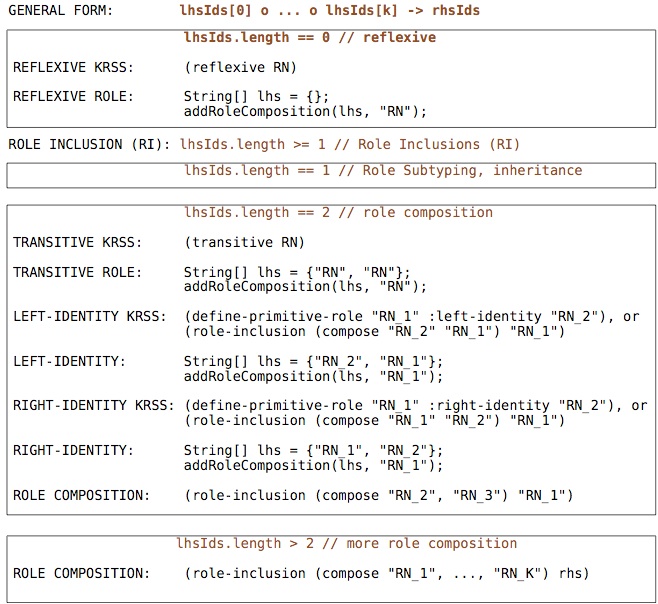 GENERAL FORM: lhsIds[0] o ... o lhsIds[k] -> rhsIds
lhsIds.length == 0 // reflexive
REFLEXIVE KRSS: (reflexive RN)
REFLEXIVE ROLE: String[] lhs = {};
addRoleComposition(lhs, "RN");
ROLE INCLUSION (RI): lhsIds.length >= 1 // Role Inclusions (RI)
lhsIds.length == 1 // Role Subtyping, inheritance
lhsIds.length == 2 // role composition
TRANSITIVE KRSS: (transitive RN)
TRANSITIVE ROLE: String[] lhs = {"RN", "RN"};
addRoleComposition(lhs, "RN");
LEFT-IDENTITY KRSS: (define-primitive-role "RN_1" :left-identity "RN_2"), or
(role-inclusion (compose "RN_2" "RN_1") "RN_1")
LEFT-IDENTITY: String[] lhs = {"RN_2", "RN_1"};
addRoleComposition(lhs, "RN_1");
RIGHT-IDENTITY KRSS: (define-primitive-role "RN_1" :right-identity "RN_2"), or
(role-inclusion (compose "RN_1" "RN_2") "RN_1")
RIGHT-IDENTITY: String[] lhs = {"RN_1", "RN_2"};
addRoleComposition(lhs, "RN_1");
ROLE COMPOSITION: (role-inclusion (compose "RN_2", "RN_3") "RN_1")
lhsIds.length > 2 // more role composition
ROLE COMPOSITION: (role-inclusion (compose "RN_1", ..., "RN_K") rhs)